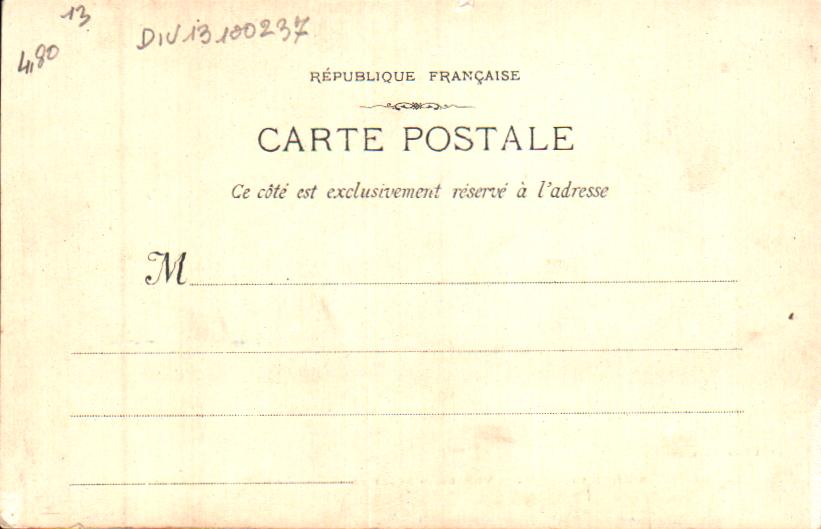 13
4,80
DIV13100237
RÉPUBLIQUE FRANÇAISE
CARTE POSTALE
Ce côté est exclusivement réservé à l'adresse
M